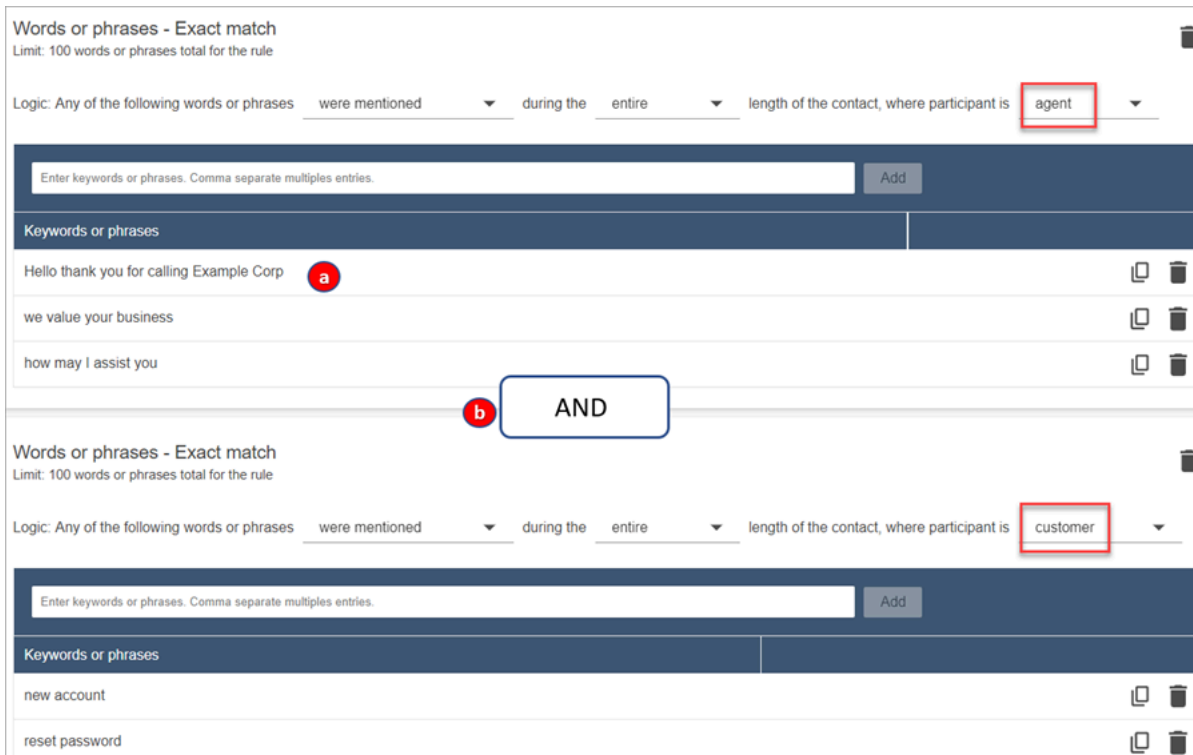 Words or phrases - Exact match
Limit: 100 words or phrases total for the rule
Logic: Any of the following words or phrases were mentioned during the entire length of the contact, where participant is agent
Enter keywords or phrases. Comma separate multiples entries. Add
Keywords or phrases
Hello thank you for calling Example Corp a
we value your business
how may I assist you
b AND
Words or phrases - Exact match
Limit: 100 words or phrases total for the rule
Logic: Any of the following words or phrases were mentioned during the entire length of the contact, where participant is customer
Enter keywords or phrases. Comma separate multiples entries. Add
Keywords or phrases
new account
reset password